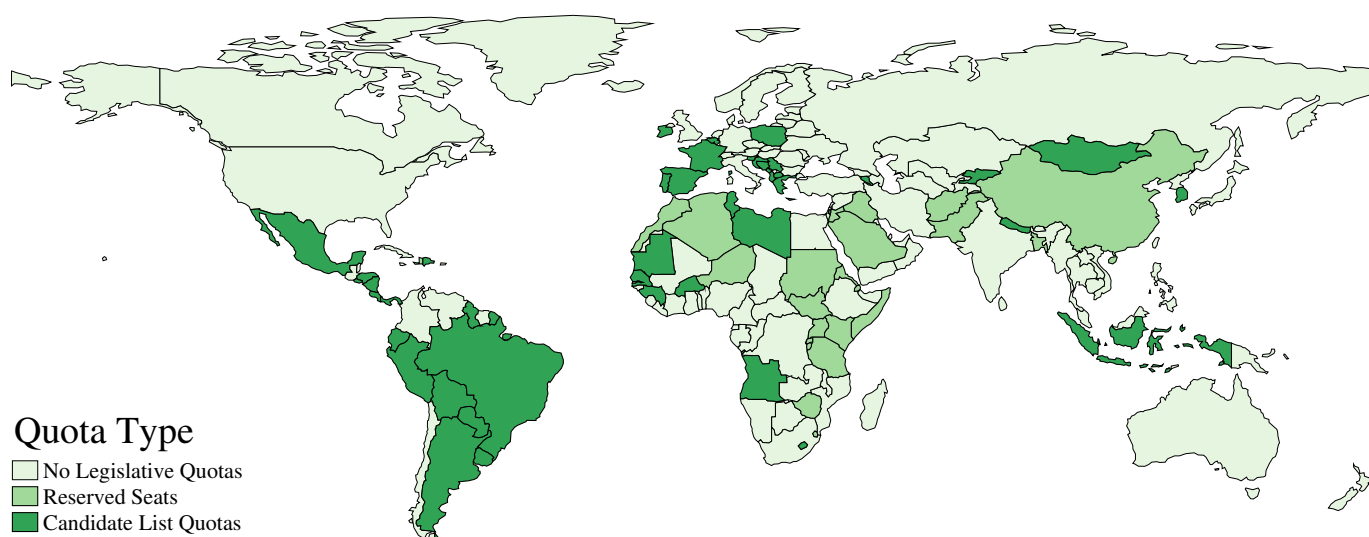 Quota Type
No Legislative Quotas
Reserved Seats
Candidate List Quotas